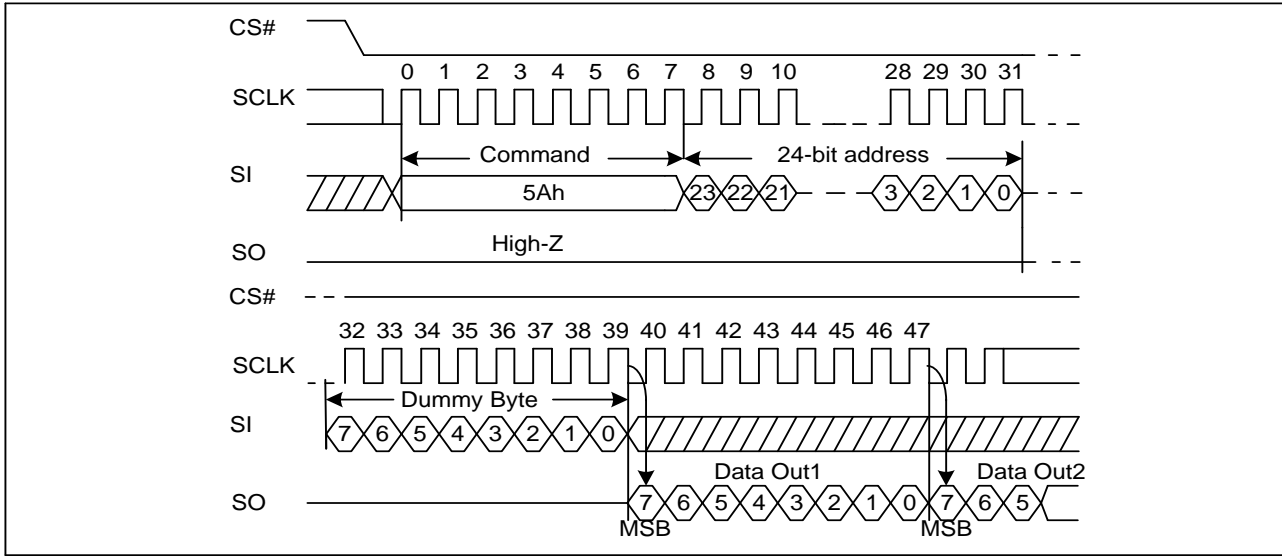 CS#
0 1 2 3 4 5 6 7 8 9 10 28 29 30 31
SCLK
Command 24-bit address
SI
5Ah 23 22 21 3 2 1 0
High-Z
SO
CS#
32 33 34 35 36 37 38 39 40 41 42 43 44 45 46 47
SCLK
Dummy Byte
SI
7 6 5 4 3 2 1 0
Data Out1 Data Out2
SO
7 6 5 4 3 2 1 0 7 6 5
MSB MSB